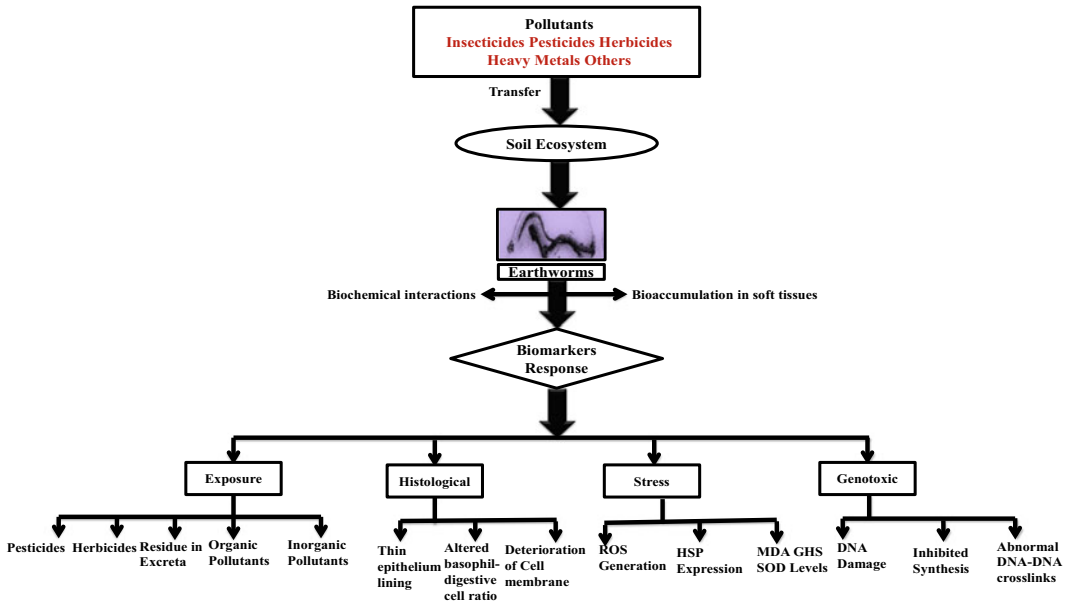 Pollutants
Insecticides Pesticides Herbicides
Heavy Metals Others
Transfer
Soil Ecosystem
Earthworms
Biochemical interactions
Bioaccumulation in soft tissues
Biomarkers
Response
Exposure
Histological
Stress
Genotoxic
Pesticides
Herbicides
Residue in
Excreta
Organic
Pollutants
Inorganic
Pollutants
Thin
epithelium
lining
Altered
basophil-
digestive
cell ratio
Deterioration
of Cell
membrane
ROS
Generation
HSP
Expression
MDA GHS
SOD Levels
DNA
Damage
Inhibited
Synthesis
Abnormal
DNA-DNA
crosslinks